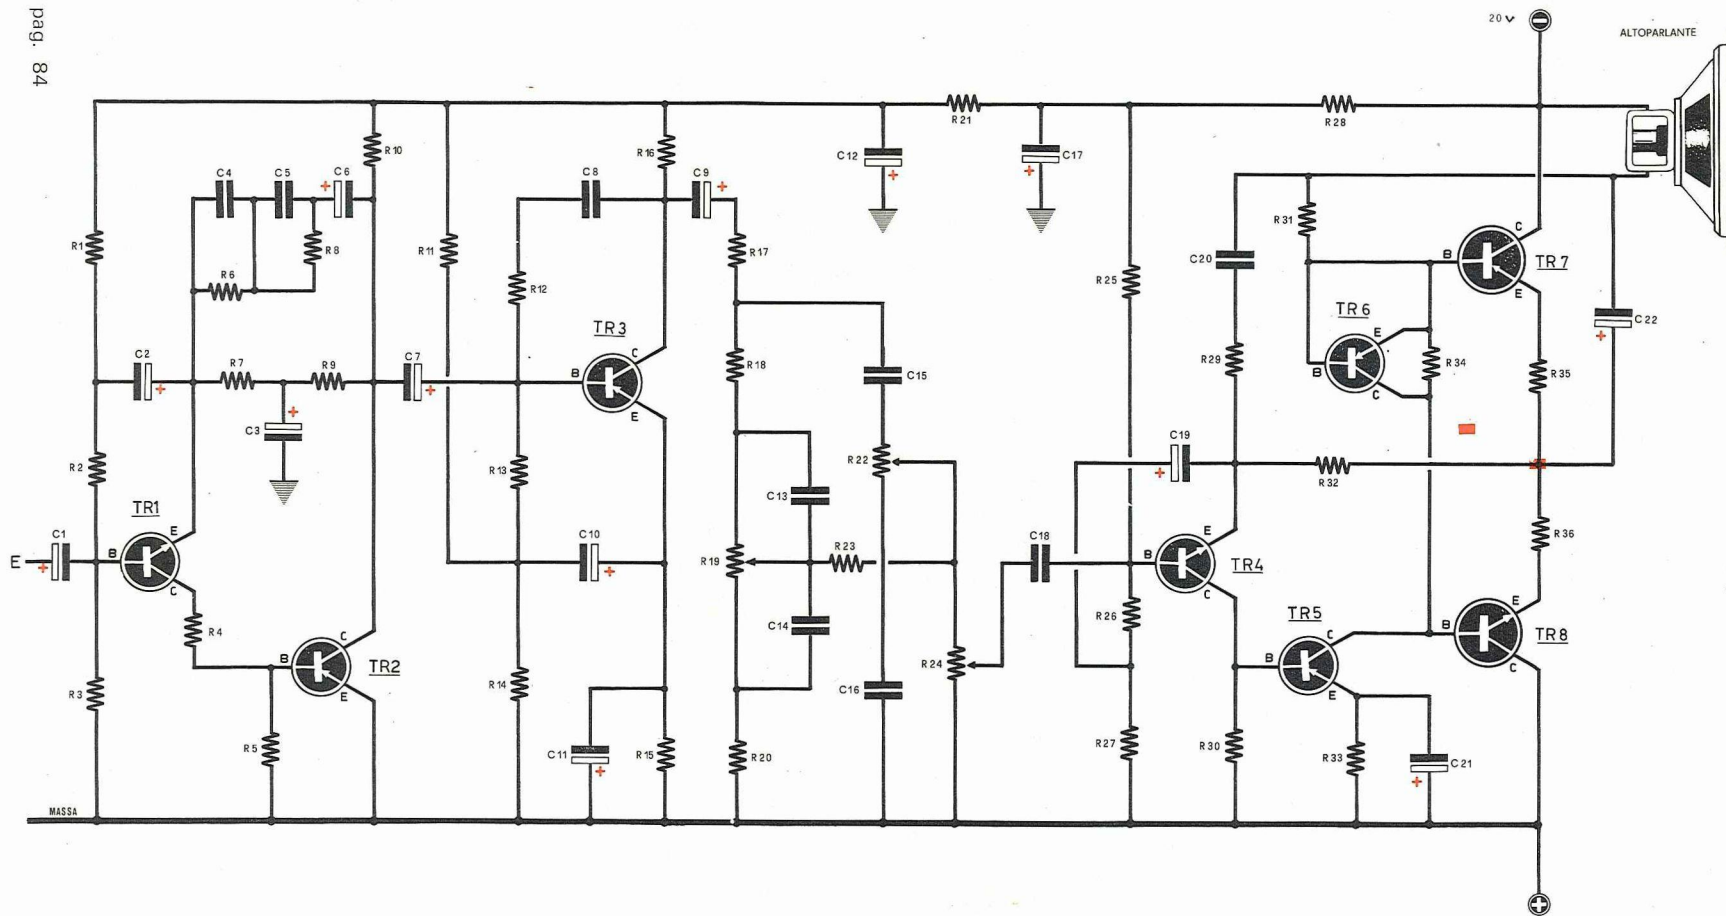 pag. 84
20 V
ALTOPARLANTE
R21
R28
R10
R16
C12
C17
C4
C5
C6
C8
C9
R31
C
R1
R8
R11
R17
B
TR7
R6
R12
C20
R25
E
TR3
TR6
C22
C
E
C2
R7
R9
C7
R18
C15
R29
R34
R35
B
B
C
C3
E
C19
R2
R13
R22
R32
C13
TR1
E
E
R36
C1
B
C10
R19
R23
C18
B
TR4
E
C
C
TR5
E
R4
C14
R26
C
B
TR8
C
B
TR2
R24
B
C
R3
E
R14
C16
E
R5
C11
R15
R20
R27
R30
R33
C21
MASSA